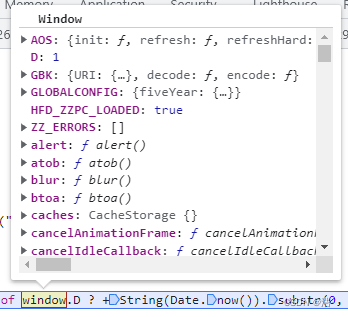 Application Security Lighthouse
Window
AOS: {init: ƒ, refresh: ƒ, refreshHard:
D: 1
GBK: {URI: {…}, decode: ƒ, encode: ƒ}
GLOBALCONFIG: {fiveYear: {…}}
HFD_ZZPC_LOADED: true
ZZ_ERRORS: []
alert: ƒ alert()
atob: ƒ atob()
blur: ƒ blur()
btoa: ƒ btoa()
caches: CacheStorage {}
cancelAnimationFrame: ƒ cancelAnimation
cancelIdleCallback: ƒ cancelIdleCallback
("
of window.D ? +String(Date.now()).substr(0,